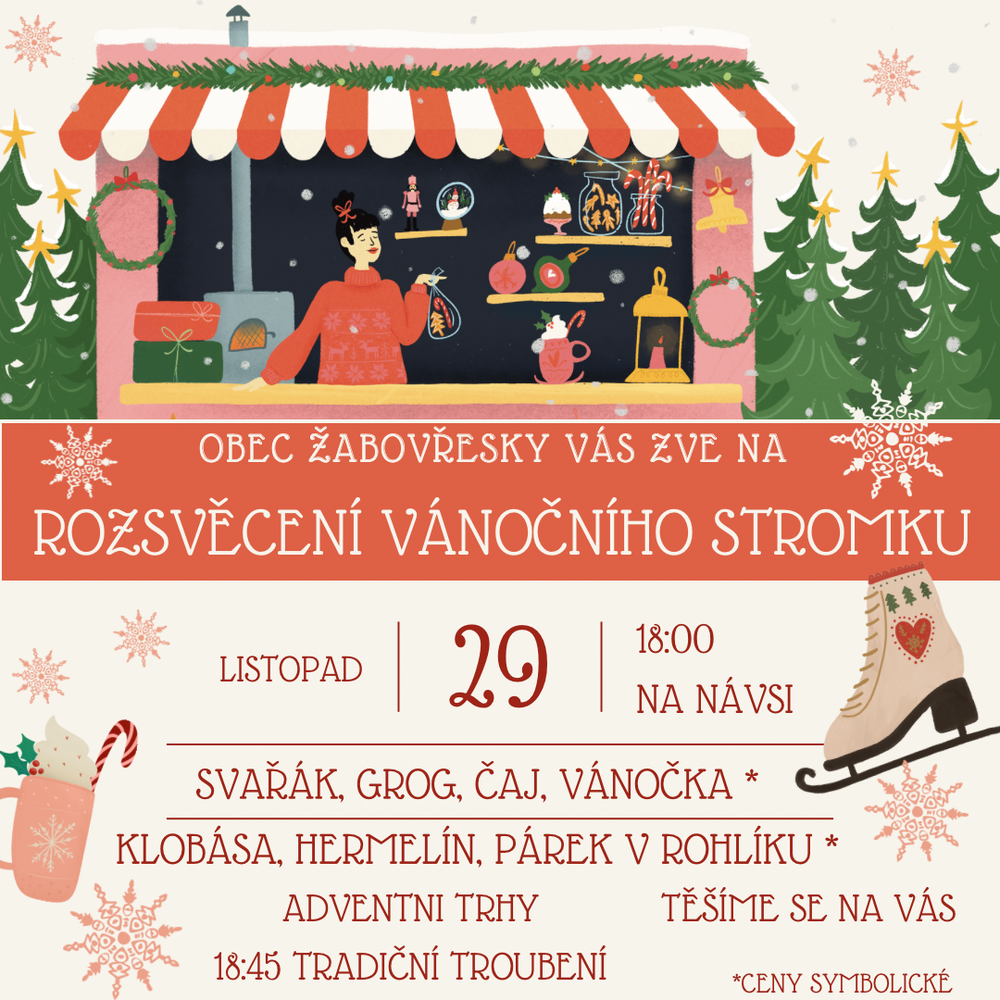 OBEC ŽABOVŘESKY VÁS ZVE NA
ROZSVĚCENÍ VÁNOČNÍHO STROMKU
LISTOPAD
29
18:00
NA NÁVSI
SVAŘÁK, GROG, ČAJ, VÁNOČKA *
KLOBÁSA, HERMELÍN, PÁREK V ROHLÍKU *
ADVENTNI TRHY
TĚŠÍME SE NA VÁS
18:45 TRADIČNÍ TROUBENÍ
*CENY SYMBOLICKÉ